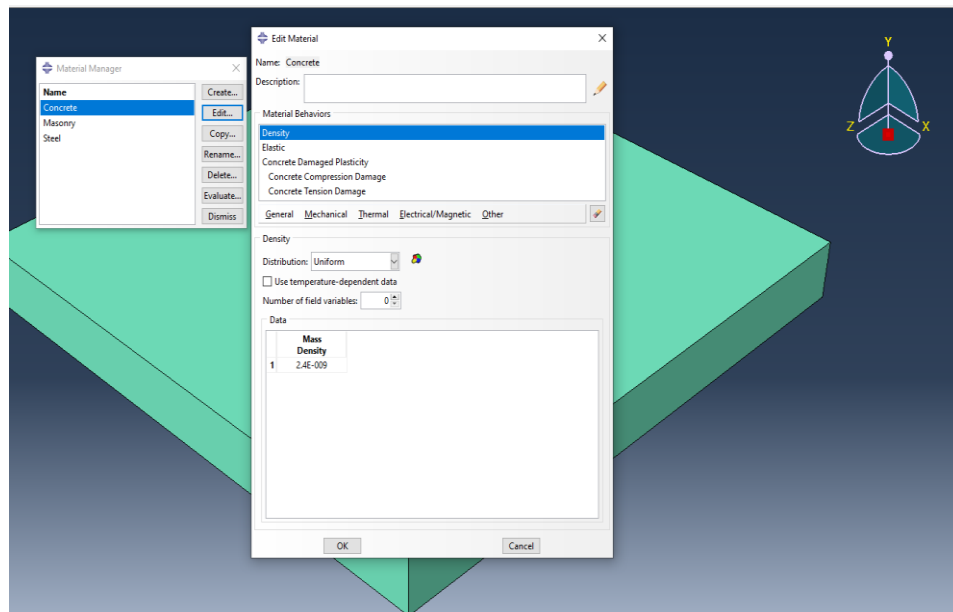 Edit Material
Name: Concrete
Description:
Material Behaviors
Density
Elastic
Concrete Damaged Plasticity
Concrete Compression Damage
Concrete Tension Damage
General Mechanical Thermal Electrical/Magnetic Other
Density
Distribution: Uniform
Use temperature-dependent data
Number of field variables: 0
Data
Mass
Density
1 2.4E-009
OK Cancel
Material Manager
Name
Concrete
Masonry
Steel
Create...
Edit...
Copy...
Rename...
Delete...
Evaluate...
Dismiss
Y
Z X